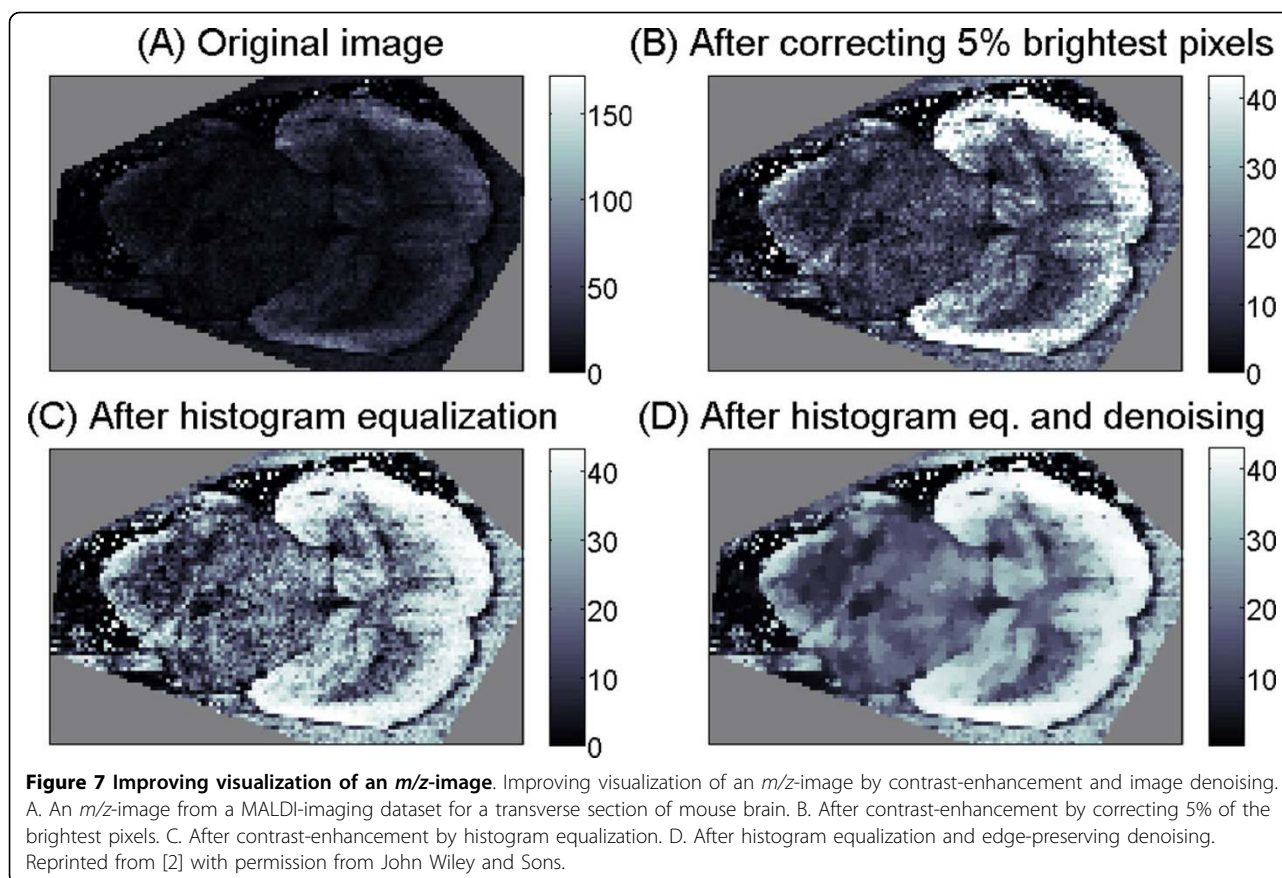 (A) Original image
150
100
50
0
(B) After correcting 5% brightest pixels
40
30
20
10
0
(C) After histogram equalization
40
30
20
10
0
(D) After histogram eq. and denoising
40
30
20
10
Figure 7 Improving visualization of an m/z-image. Improving visualization of an m/z-image by contrast-enhancement and image denoising.
A. An m/z-image from a MALDI-imaging dataset for a transverse section of mouse brain. B. After contrast-enhancement by correcting 5% of the
brightest pixels. C. After contrast-enhancement by histogram equalization. D. After histogram equalization and edge-preserving denoising.
Reprinted from [2] with permission from John Wiley and Sons.